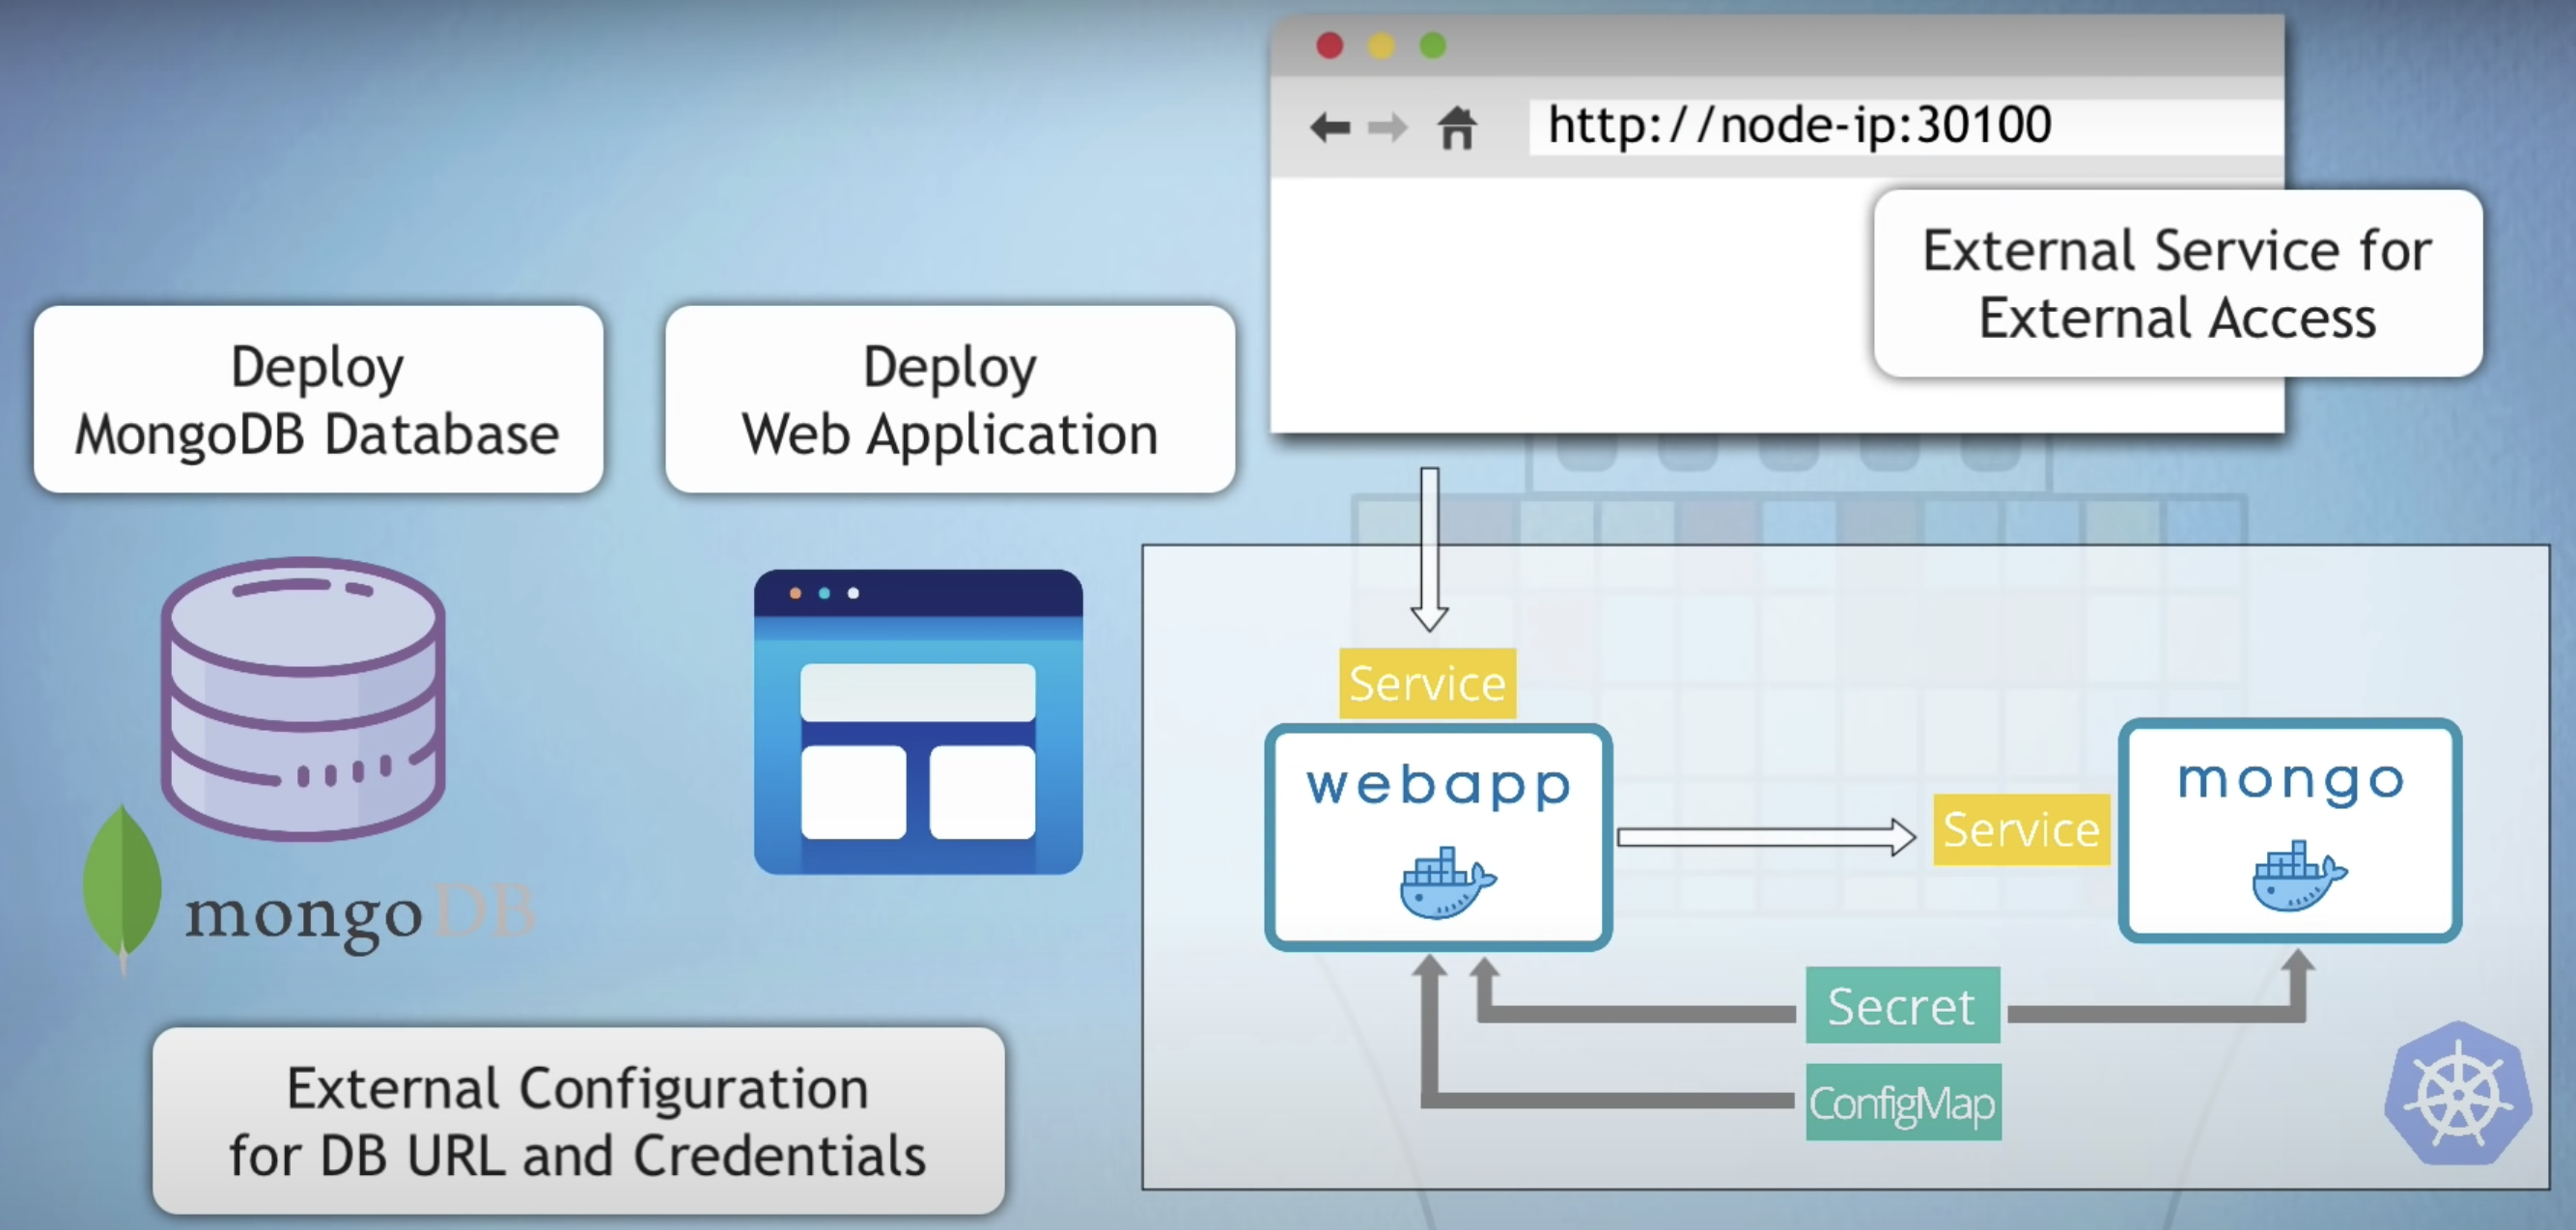 http://node-ip:30100
External Service for
External Access
Deploy
MongoDB Database
Deploy
Web Application
mongoDB
External Configuration
for DB URL and Credentials
Service
webapp
Service
mongo
Secret
ConfigMap